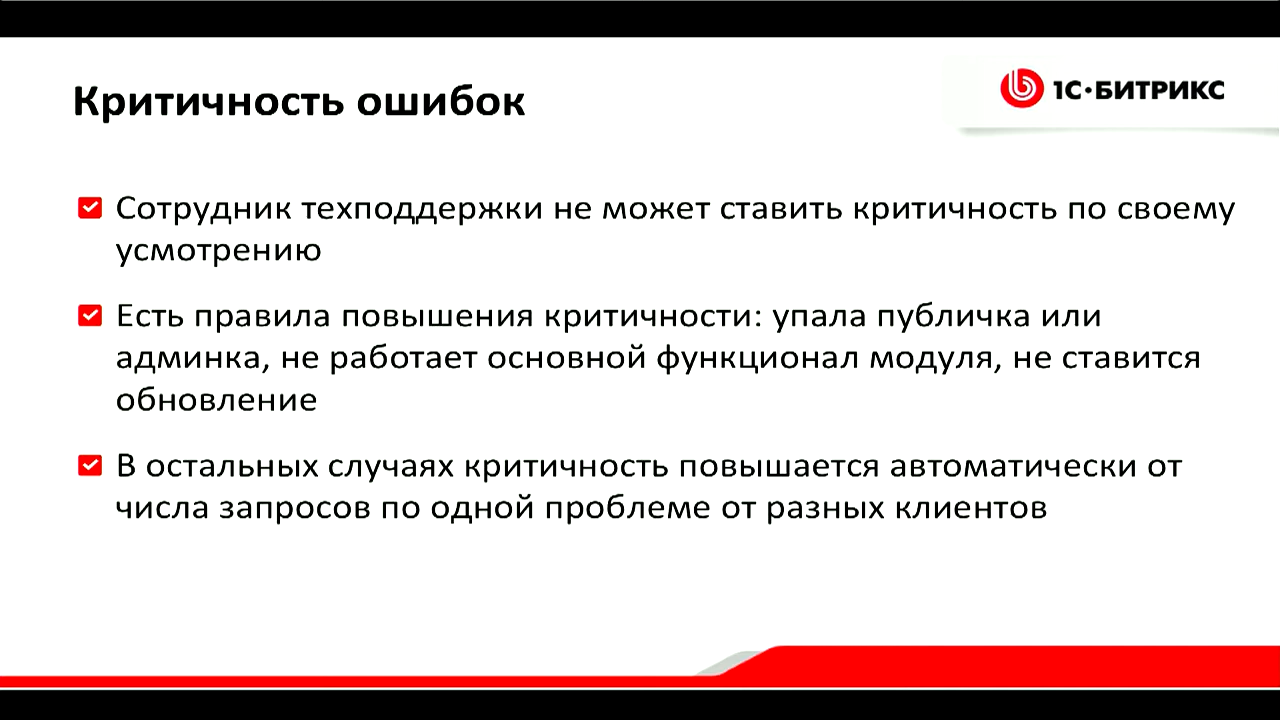 Критичность ошибок
1С•БИТРИКС
Сотрудник техподдержки не может ставить критичность по своему
усмотрению
Есть правила повышения критичности: упала публичка или
админка, не работает основной функционал модуля, не ставится
обновление
В остальных случаях критичность повышается автоматически от
числа запросов по одной проблеме от разных клиентов